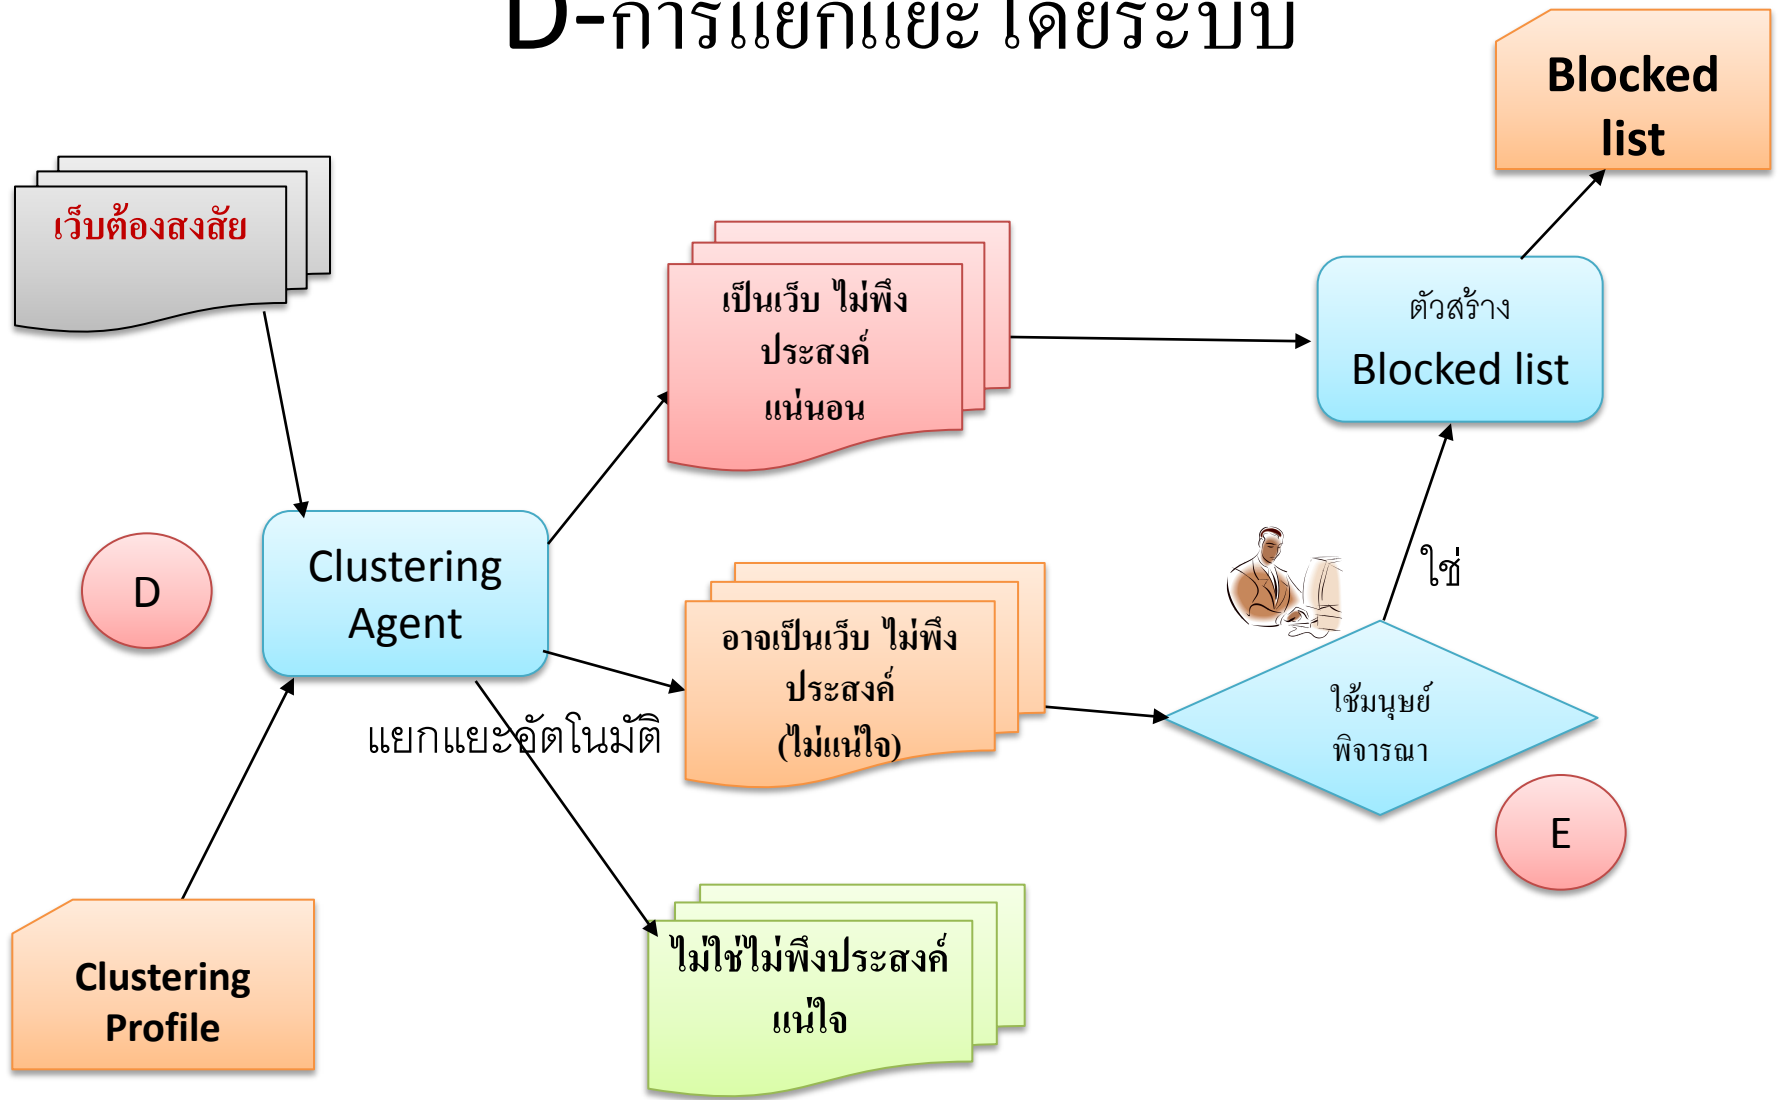 D-การแยกแยะโดยระบบ
Blocked
list
เว็บต้องสงสัย
เป็นเว็บ ไม่พึง
ประสงค์
แน่นอน
ตัวสร้าง
Blocked list
Clustering
Agent
D
ใช่
อาจเป็นเว็บ ไม่พึง
ประสงค์
(ไม่แน่ใจ)
แยกแยะอัตโนมัติ
ใช้มนุษย์
พิจารณา
E
Clustering
Profile
ไม่ใช่ไม่พึงประสงค์
แน่ใจ